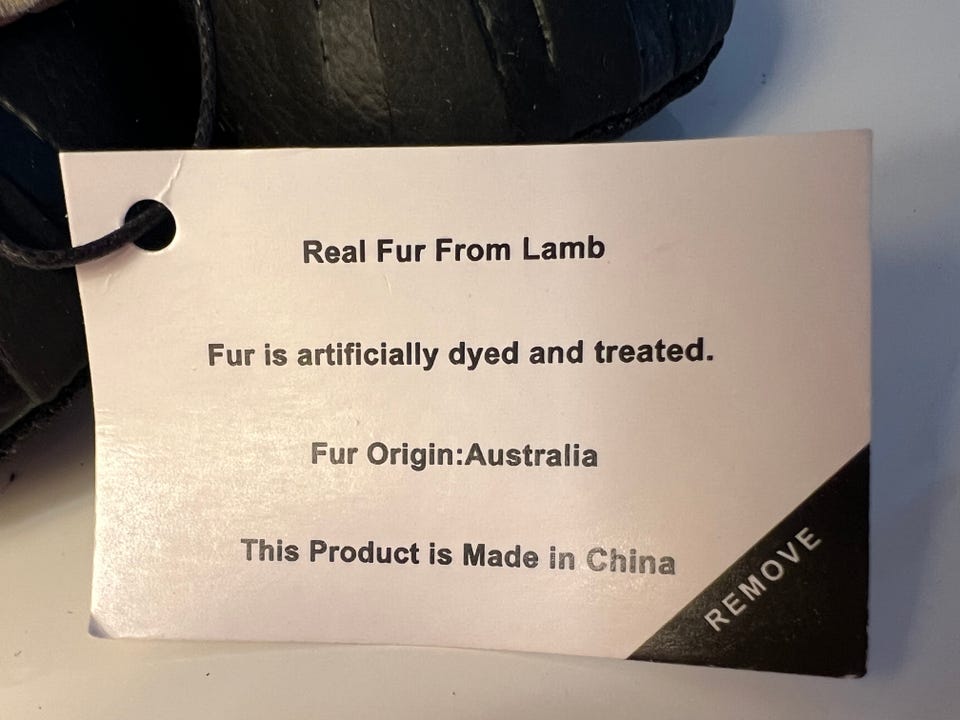 Real Fur From Lamb
Fur is artificially dyed and treated.
Fur Origin:Australia
This Product is Made in China
REMOVE